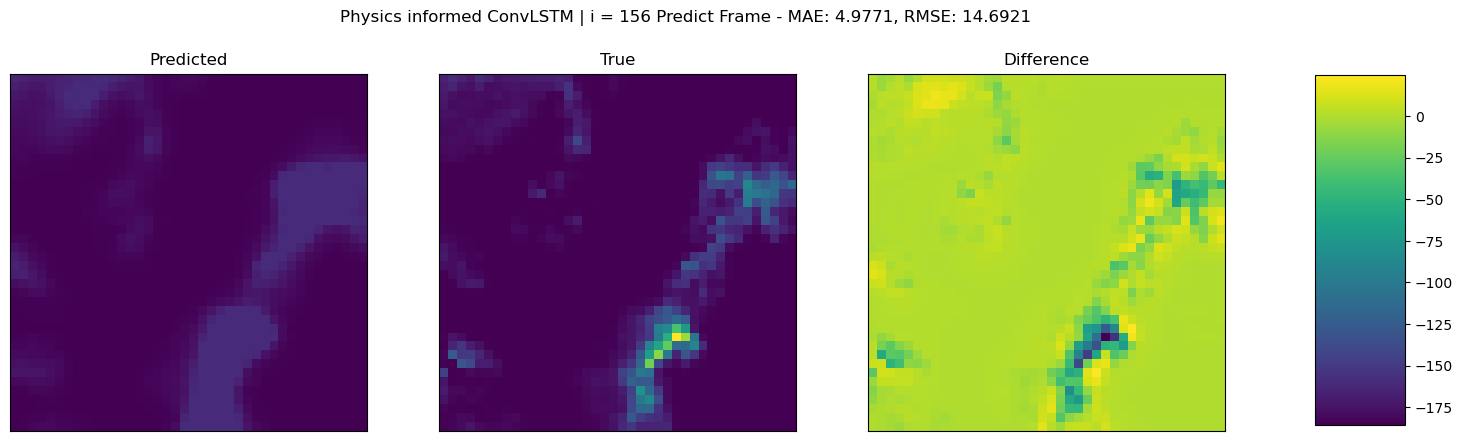 Physics informed ConvLSTM | i = 156 Predict Frame - MAE: 4.9771, RMSE: 14.6921
Predicted
True
Difference
0
−25
−50
−75
−100
−125
−150
−175